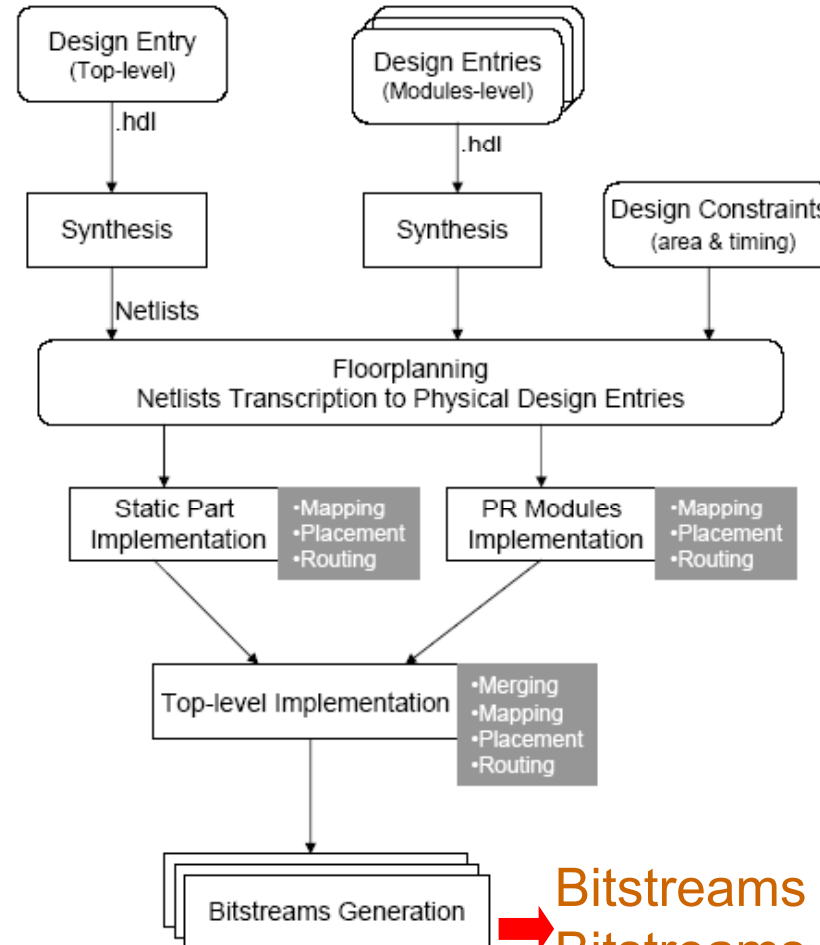 Design Entry
(Top-level)
Design Entries
(Modules-level)
.hdl
.hdl
Synthesis
Synthesis
Design Constraints
(area & timing)
Netlists
Floorplanning
Netlists Transcription to Physical Design Entries
Static Part
Implementation
•Mapping
•Placement
•Routing
PR Modules
Implementation
•Mapping
•Placement
•Routing
Top-level Implementation
•Merging
•Mapping
•Placement
•Routing
Bitstreams Generation
Bitstreams
Bitstreams